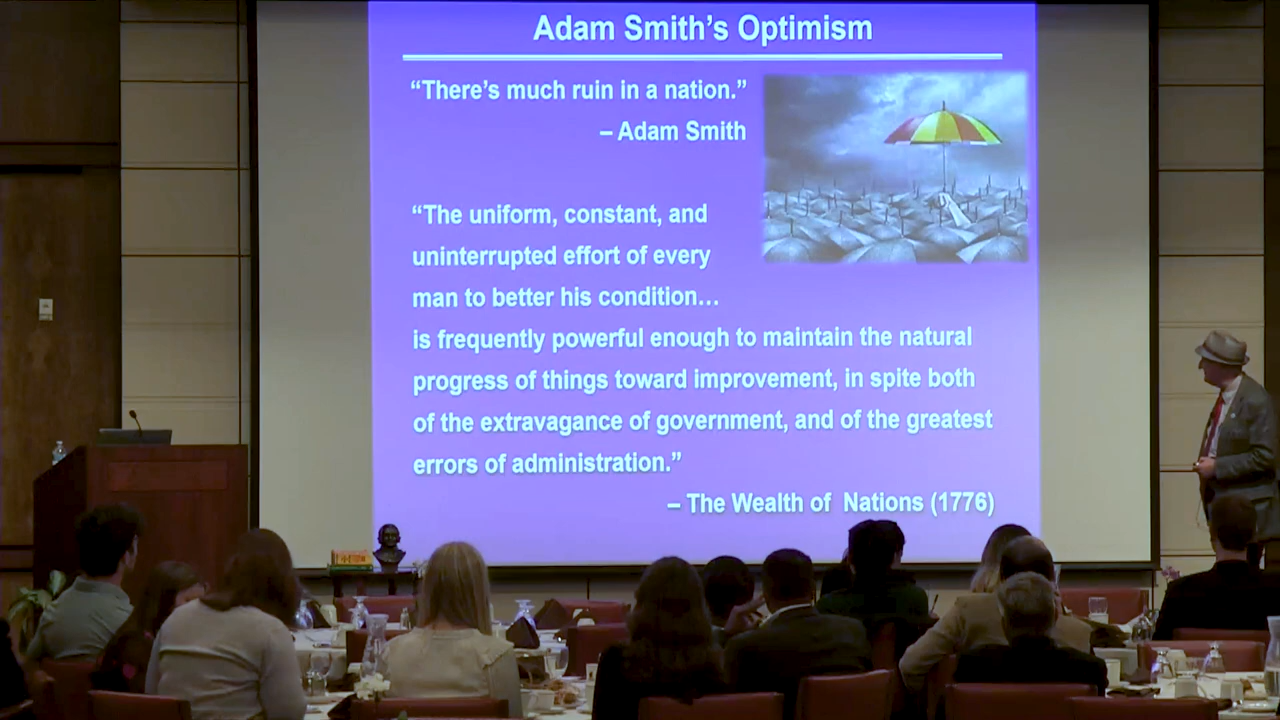 Adam Smith’s Optimism
“There’s much ruin in a nation.”
– Adam Smith
“The uniform, constant, and
uninterrupted effort of every
man to better his condition…
is frequently powerful enough to maintain the natural
progress of things toward improvement, in spite both
of the extravagance of government, and of the greatest
errors of administration.”
– The Wealth of Nations (1776)